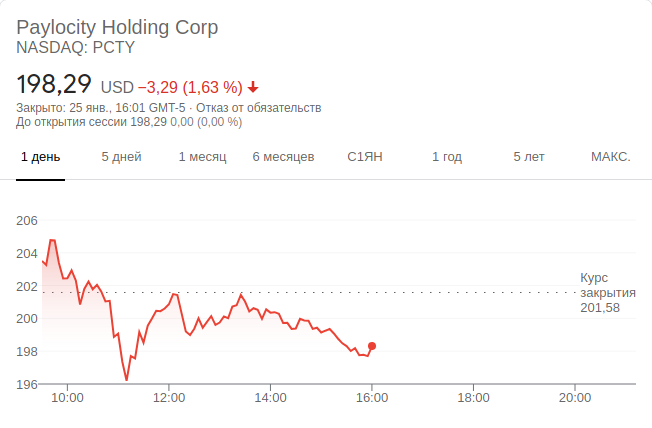 Paylocity Holding Corp
NASDAQ: PCTY
198,29 USD −3,29 (1,63 %)
Закрыто: 25 янв., 16:01 GMT-5 · Отказ от обязательств
До открытия сессии 198,29 0,00 (0,00 %)
1 день 5 дней 1 месяц 6 месяцев С1ЯН 1 год 5 лет МАКС.
206
204
202
200
198
196
Курс
закрытия
201,58
10:00 12:00 14:00 16:00 18:00 20:00